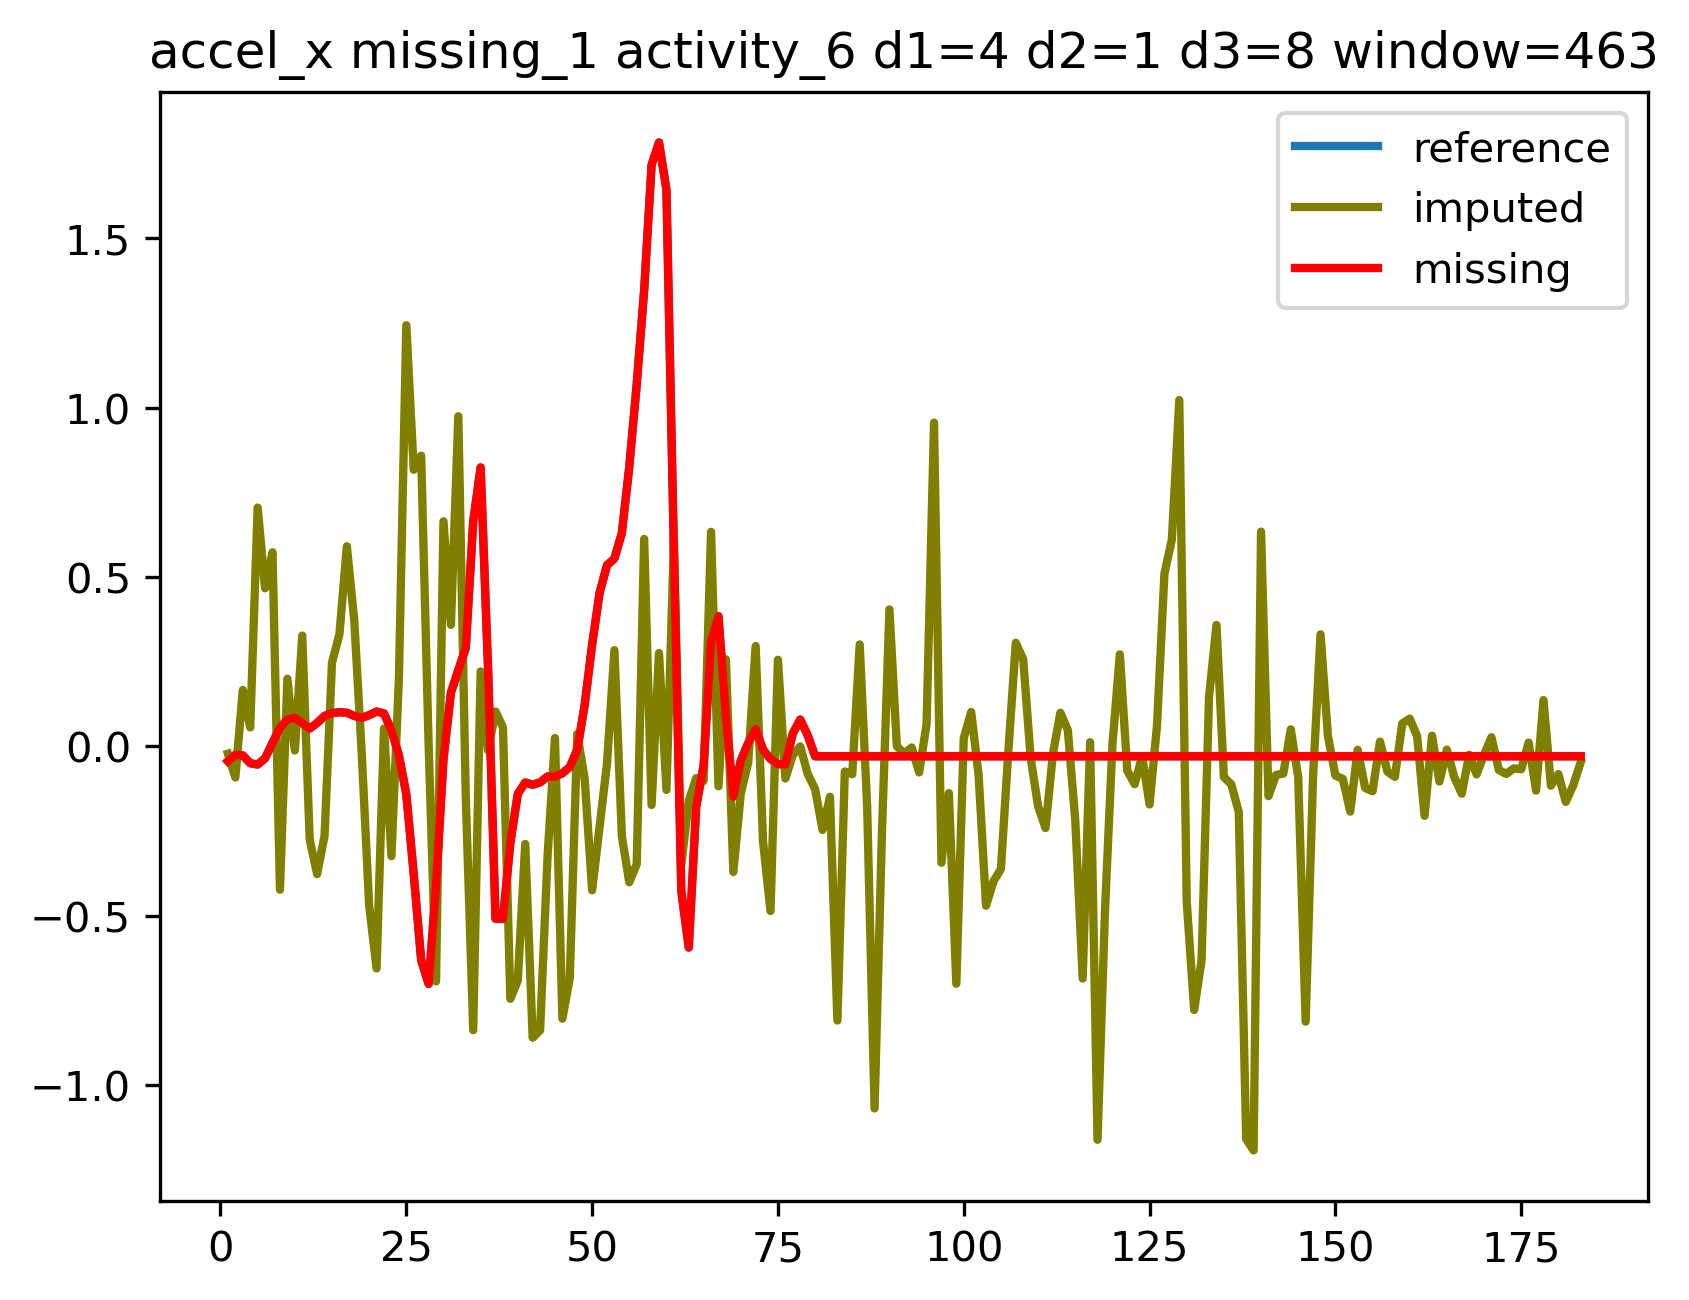 accel_x missing_1 activity_6 d1=4 d2=1 d3=8 window=463
reference
imputed
missing
1.5
1.0
0.5
0.0
−0.5
−1.0
0 25 50 75 100 125 150 175